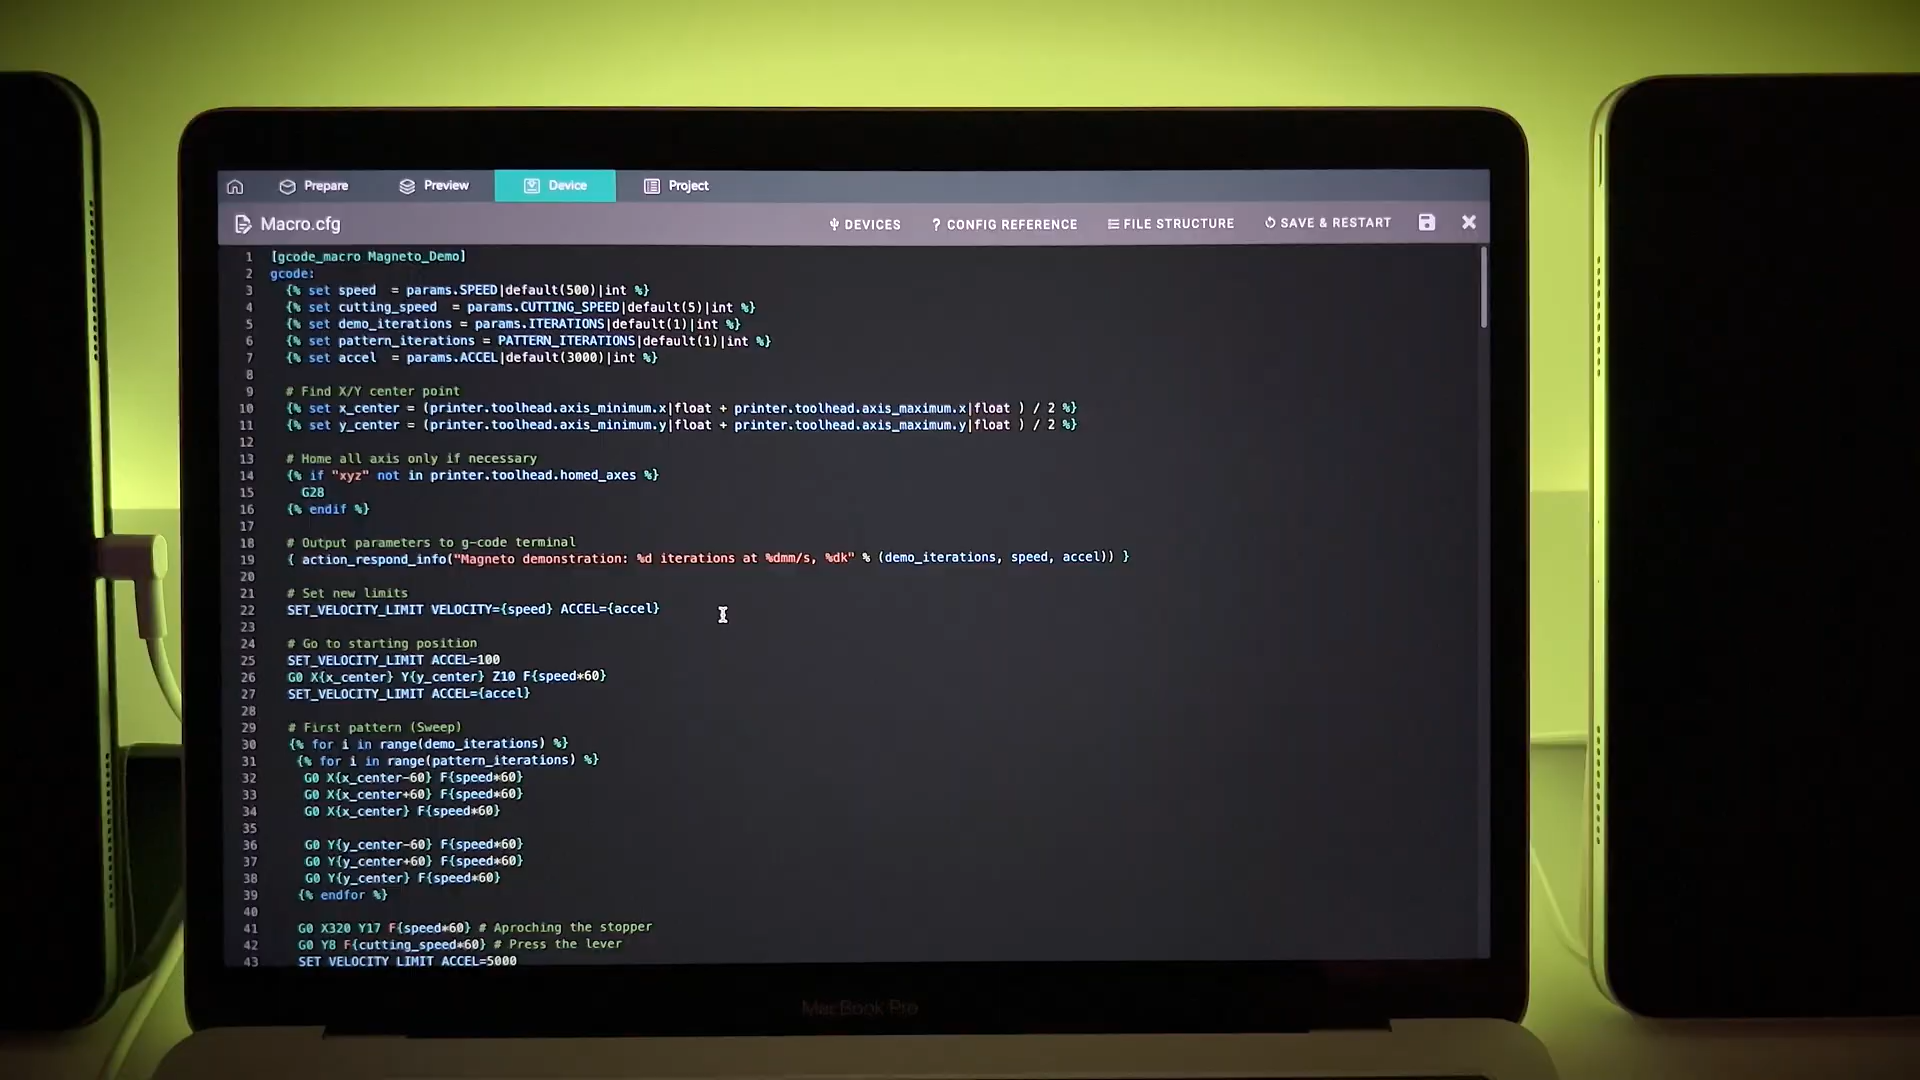 Prepare Preview Device Project
Macro.cfg DEVICES ? CONFIG REFERENCE FILE STRUCTURE SAVE & RESTART
1 [gcode_macro Magneto_Demo]
2 gcode:
3 {% set speed = params.SPEED|default(500)|int %}
4 {% set cutting_speed = params.CUTTING_SPEED|default(5)|int %}
5 {% set demo_iterations = params.ITERATIONS|default(1)|int %}
6 {% set pattern_iterations = PATTERN_ITERATIONS|default(1)|int %}
7 {% set accel = params.ACCEL|default(3000)|int %}
8
9 # Find X/Y center point
10 {% set x_center = (printer.toolhead.axis_minimum.x|float + printer.toolhead.axis_maximum.x|float ) / 2 %}
11 {% set y_center = (printer.toolhead.axis_minimum.y|float + printer.toolhead.axis_maximum.y|float ) / 2 %}
12
13 # Home all axis only if necessary
14 {% if "xyz" not in printer.toolhead.homed_axes %}
15 G28
16 {% endif %}
17
18 # Output parameters to g-code terminal
19 { action_respond_info("Magneto demonstration: %d iterations at %dmm/s, %dk" % (demo_iterations, speed, accel)) }
20
21 # Set new limits
22 SET_VELOCITY_LIMIT VELOCITY={speed} ACCEL={accel}
23
24 # Go to starting position
25 SET_VELOCITY_LIMIT ACCEL=100
26 G0 X{x_center} Y{y_center} Z10 F{speed*60}
27 SET_VELOCITY_LIMIT ACCEL={accel}
28
29 # First pattern (Sweep)
30 {% for i in range(demo_iterations) %}
31 {% for i in range(pattern_iterations) %}
32 G0 X{x_center-60} F{speed*60}
33 G0 X{x_center+60} F{speed*60}
34 G0 X{x_center} F{speed*60}
35
36 G0 Y{y_center-60} F{speed*60}
37 G0 Y{y_center+60} F{speed*60}
38 G0 Y{y_center} F{speed*60}
39 {% endfor %}
40
41 G0 X320 Y17 F{speed*60} # Aproching the stopper
42 G0 Y8 F{cutting_speed*60} # Press the lever
43 SET_VELOCITY_LIMIT ACCEL=5000
MacBook Pro